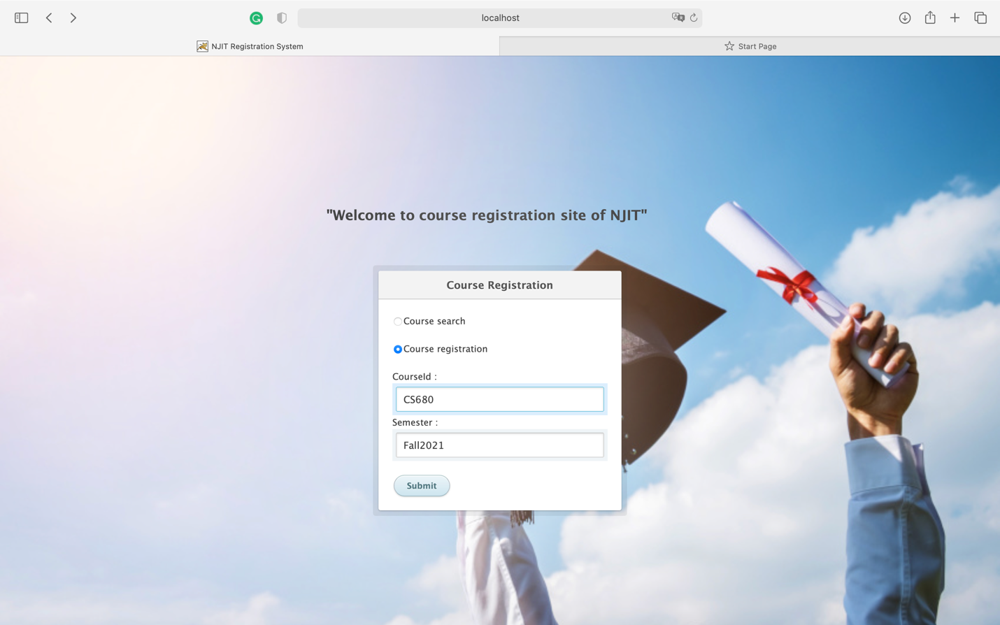 localhost
NJIT Registration System
Start Page
"Welcome to course registration site of NJIT"
Course Registration
Course search
Course registration
CourseId :
CS680
Semester :
Fall2021
Submit